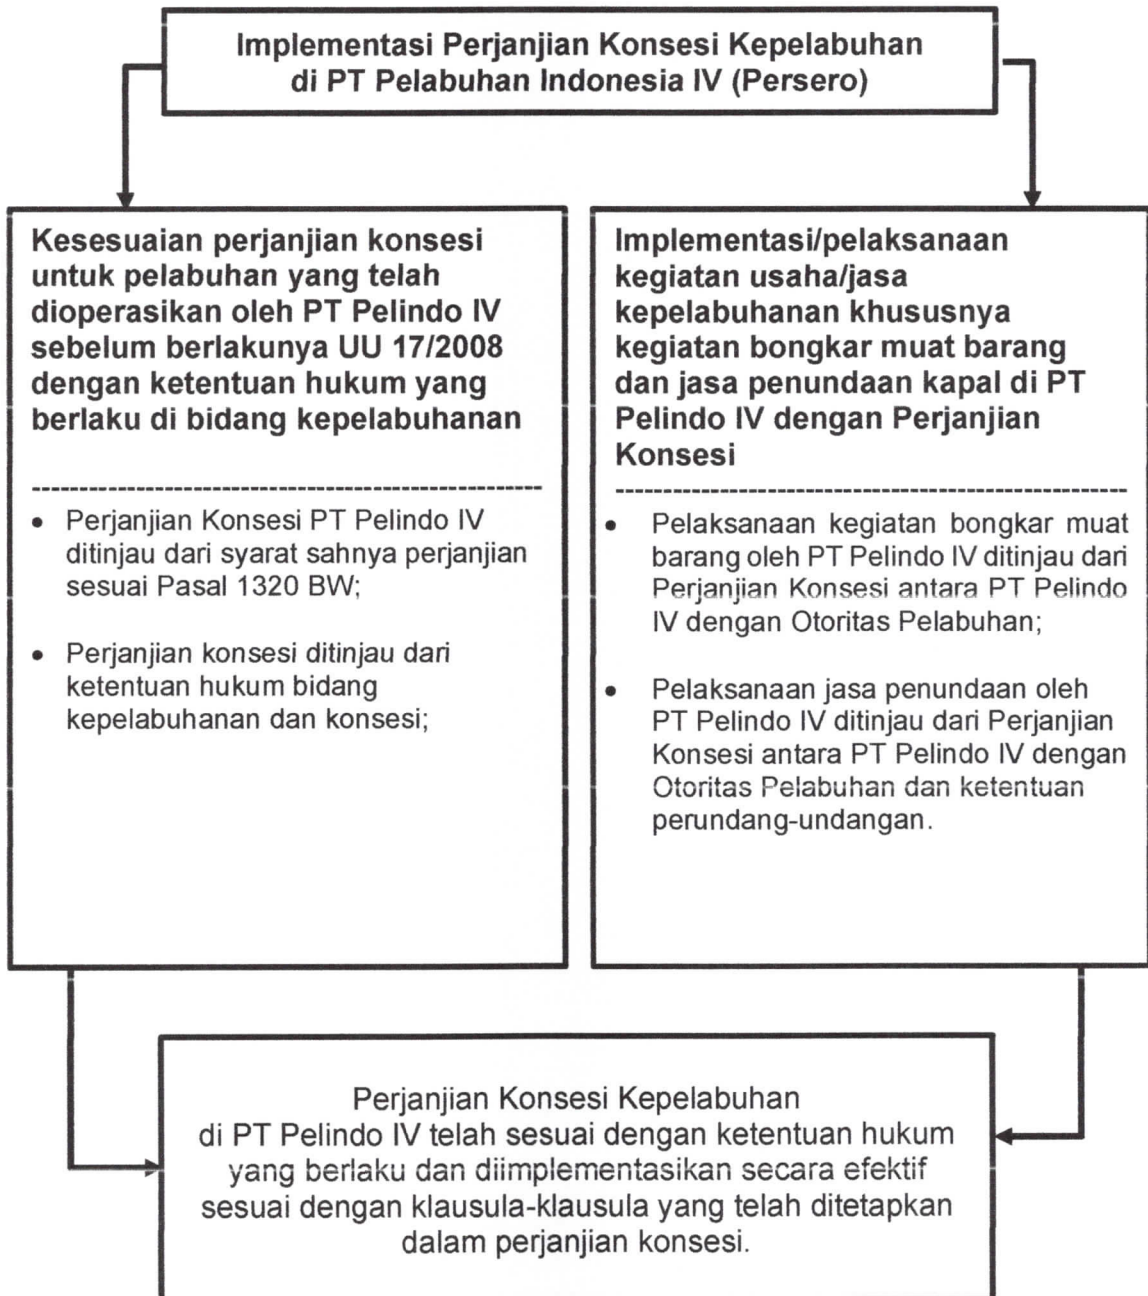 Implementasi Perjanjian Konsesi Kepelabuhan
di PT Pelabuhan Indonesia IV (Persero)
Kesesuaian perjanjian konsesi
untuk pelabuhan yang telah
dioperasikan oleh PT Pelindo IV
sebelum berlakunya UU 17/2008
dengan ketentuan hukum yang
berlaku di bidang kepelabuhanan
• Perjanjian Konsesi PT Pelindo IV
ditinjau dari syarat sahnya perjanjian
sesuai Pasal 1320 BW;
• Perjanjian konsesi ditinjau dari
ketentuan hukum bidang
kepelabuhanan dan konsesi;
Implementasi/pelaksanaan
kegiatan usaha/jasa
kepelabuhanan khususnya
kegiatan bongkar muat barang
dan jasa penundaan kapal di PT
Pelindo IV dengan Perjanjian
Konsesi
• Pelaksanaan kegiatan bongkar muat
barang oleh PT Pelindo IV ditinjau dari
Perjanjian Konsesi antara PT Pelindo
IV dengan Otoritas Pelabuhan;
• Pelaksanaan jasa penundaan oleh
PT Pelindo IV ditinjau dari Perjanjian
Konsesi antara PT Pelindo IV dengan
Otoritas Pelabuhan dan ketentuan
perundang-undangan.
Perjanjian Konsesi Kepelabuhan
di PT Pelindo IV telah sesuai dengan ketentuan hukum
yang berlaku dan diimplementasikan secara efektif
sesuai dengan klausula-klausula yang telah ditetapkan
dalam perjanjian konsesi.